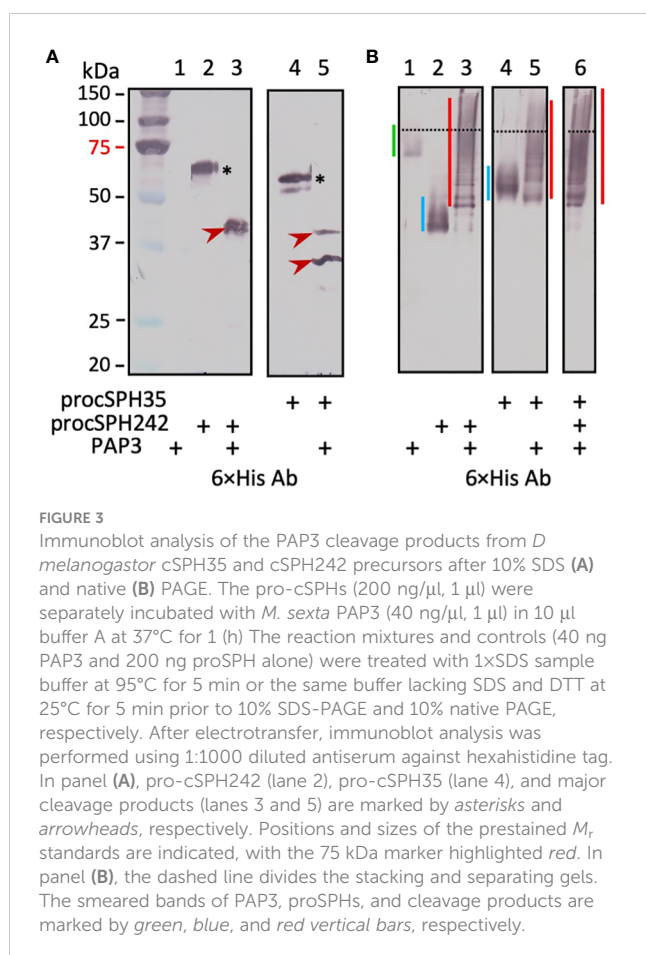 A
B
kDa 1 2 3 4 5 1 2 3 4 5 6
150
100
75
50
37
25
20
*
*
procSPH35 + + + + +
procSPH242 + + + + +
PAP3 + + + + + + +
6×His Ab 6×His Ab
FIGURE 3
Immunoblot analysis of the PAP3 cleavage products from D
melanogastor cSPH35 and cSPH242 precursors after 10% SDS (A)
and native (B) PAGE. The pro-cSPHs (200 ng/µl, 1 µl) were
separately incubated with M. sexta PAP3 (40 ng/µl, 1 µl) in 10 µl
buffer A at 37°C for 1 (h) The reaction mixtures and controls (40 ng
PAP3 and 200 ng proSPH alone) were treated with 1×SDS sample
buffer at 95°C for 5 min or the same buffer lacking SDS and DTT at
25°C for 5 min prior to 10% SDS-PAGE and 10% native PAGE,
respectively. After electrotransfer, immunoblot analysis was
performed using 1:1000 diluted antiserum against hexahistidine tag.
In panel (A), pro-cSPH242 (lane 2), pro-cSPH35 (lane 4), and major
cleavage products (lanes 3 and 5) are marked by asterisks and
arrowheads, respectively. Positions and sizes of the prestained Mr
standards are indicated, with the 75 kDa marker highlighted red. In
panel (B), the dashed line divides the stacking and separating gels.
The smeared bands of PAP3, proSPHs, and cleavage products are
marked by green, blue, and red vertical bars, respectively.